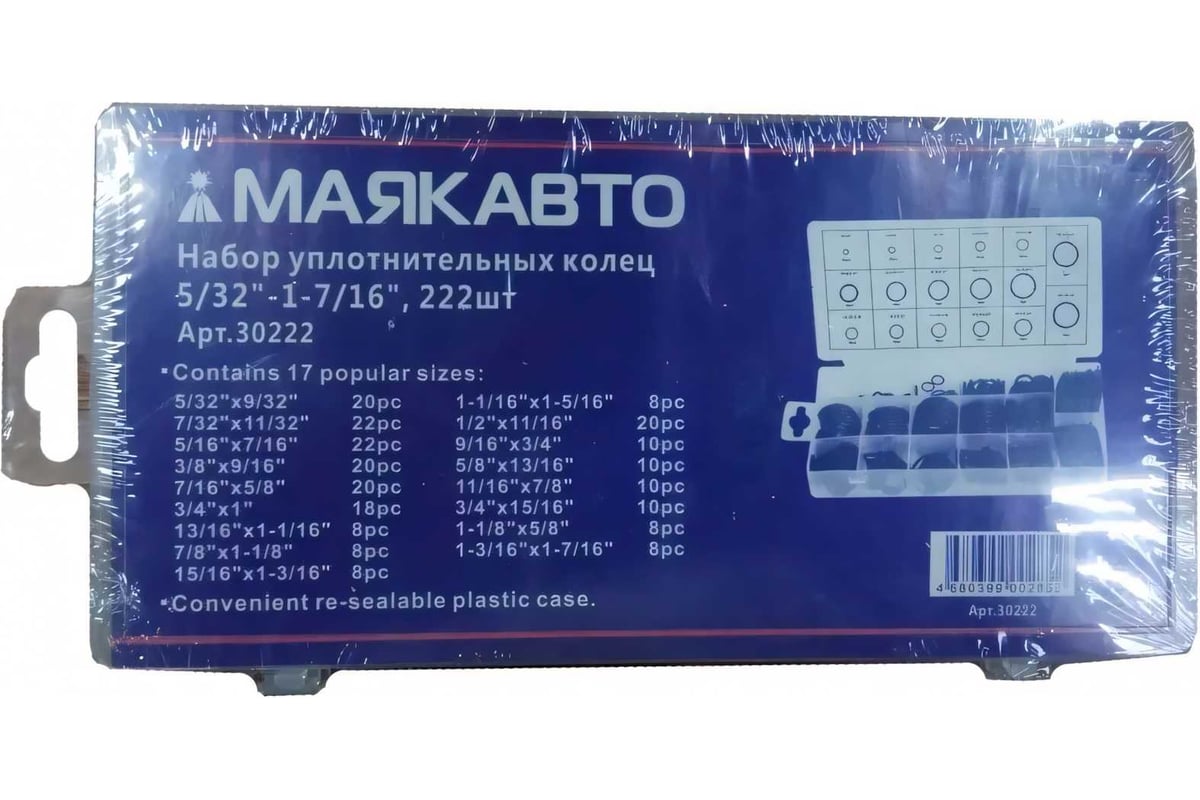 МАЯКАВТО
Набор уплотнительных колец
5/32"-1-7/16", 222шт
Арт.30222
▪Contains 17 popular sizes:
5/32"x9/32" 20pc 1-1/16"x1-5/16" 8pc
7/32"x11/32" 22pc 1/2"x11/16" 20pc
5/16"x7/16" 22pc 9/16"x3/4" 10pc
3/8"x9/16" 20pc 5/8"x13/16" 10pc
7/16"x5/8" 20pc 11/16"x7/8" 10pc
3/4"x1" 18pc 3/4"x15/16" 10pc
13/16"x1-1/16" 8pc 1-1/8"x5/8" 8pc
7/8"x1-1/8" 8pc 1-3/16"x1-7/16" 8pc
15/16"x1-3/16" 8pc
▪Convenient re-sealable plastic case.
Арт.30222